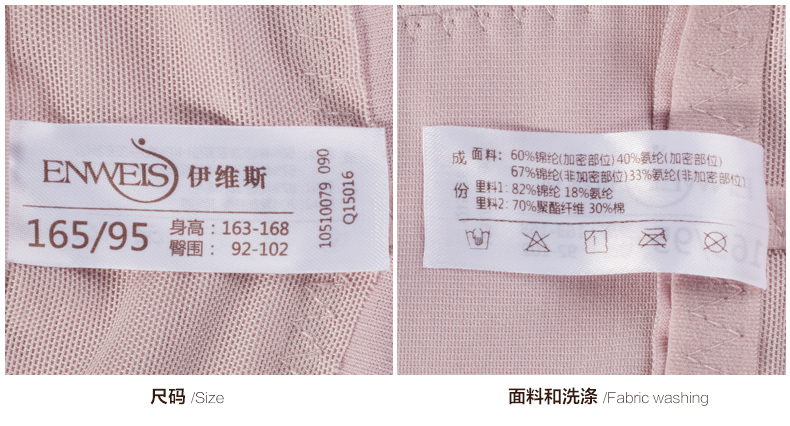 ENWEIS 伊维斯
165/95
身高： 163-168
臀围： 92-102
10510079 090
Q15016
成 面料： 60%锦纶(加密部位)40%氨纶(加密部位)
67%锦纶(非加密部位)33%氨纶(非加密部位)
份 里料1: 82%锦纶 18%氨纶
里料2: 70%聚酯纤维 30%棉
尺码 /Size
面料和洗涤 /Fabric washing